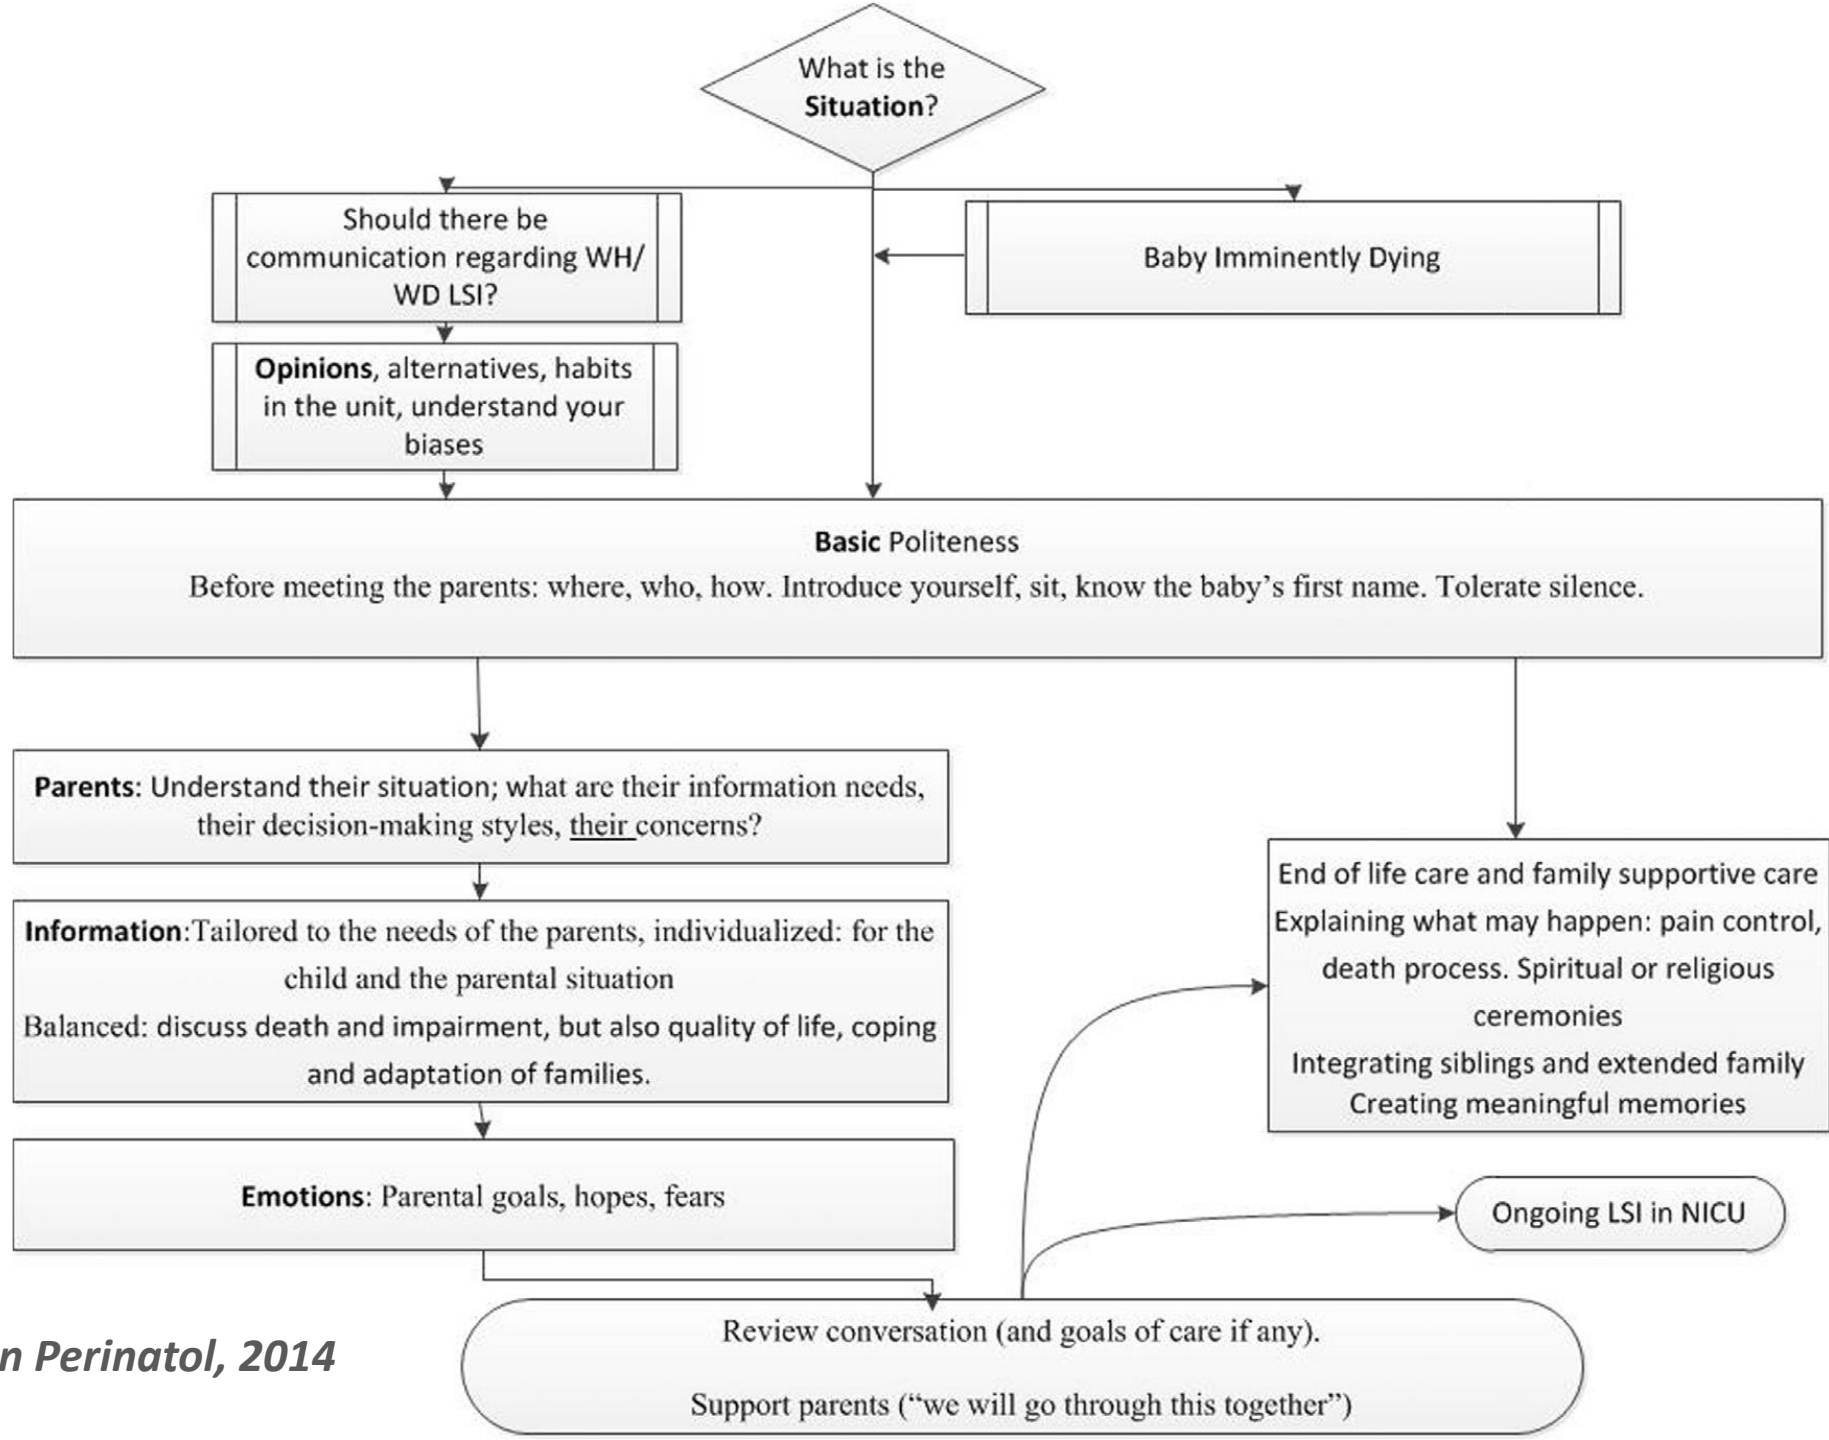 What is the
Situation?
Should there be
communication regarding WH/
WD LSI?
Baby Imminently Dying
Opinions, alternatives, habits
in the unit, understand your
biases
Basic Politeness
Before meeting the parents: where, who, how. Introduce yourself, sit, know the baby’s first name. Tolerate silence.
Parents: Understand their situation; what are their information needs,
their decision-making styles, their concerns?
Information:Tailored to the needs of the parents, individualized: for the
child and the parental situation
Balanced: discuss death and impairment, but also quality of life, coping
and adaptation of families.
Emotions: Parental goals, hopes, fears
End of life care and family supportive care
Explaining what may happen: pain control,
death process. Spiritual or religious
ceremonies
Integrating siblings and extended family
Creating meaningful memories
Ongoing LSI in NICU
Review conversation (and goals of care if any).
Support parents (“we will go through this together”)
n Perinatol, 2014